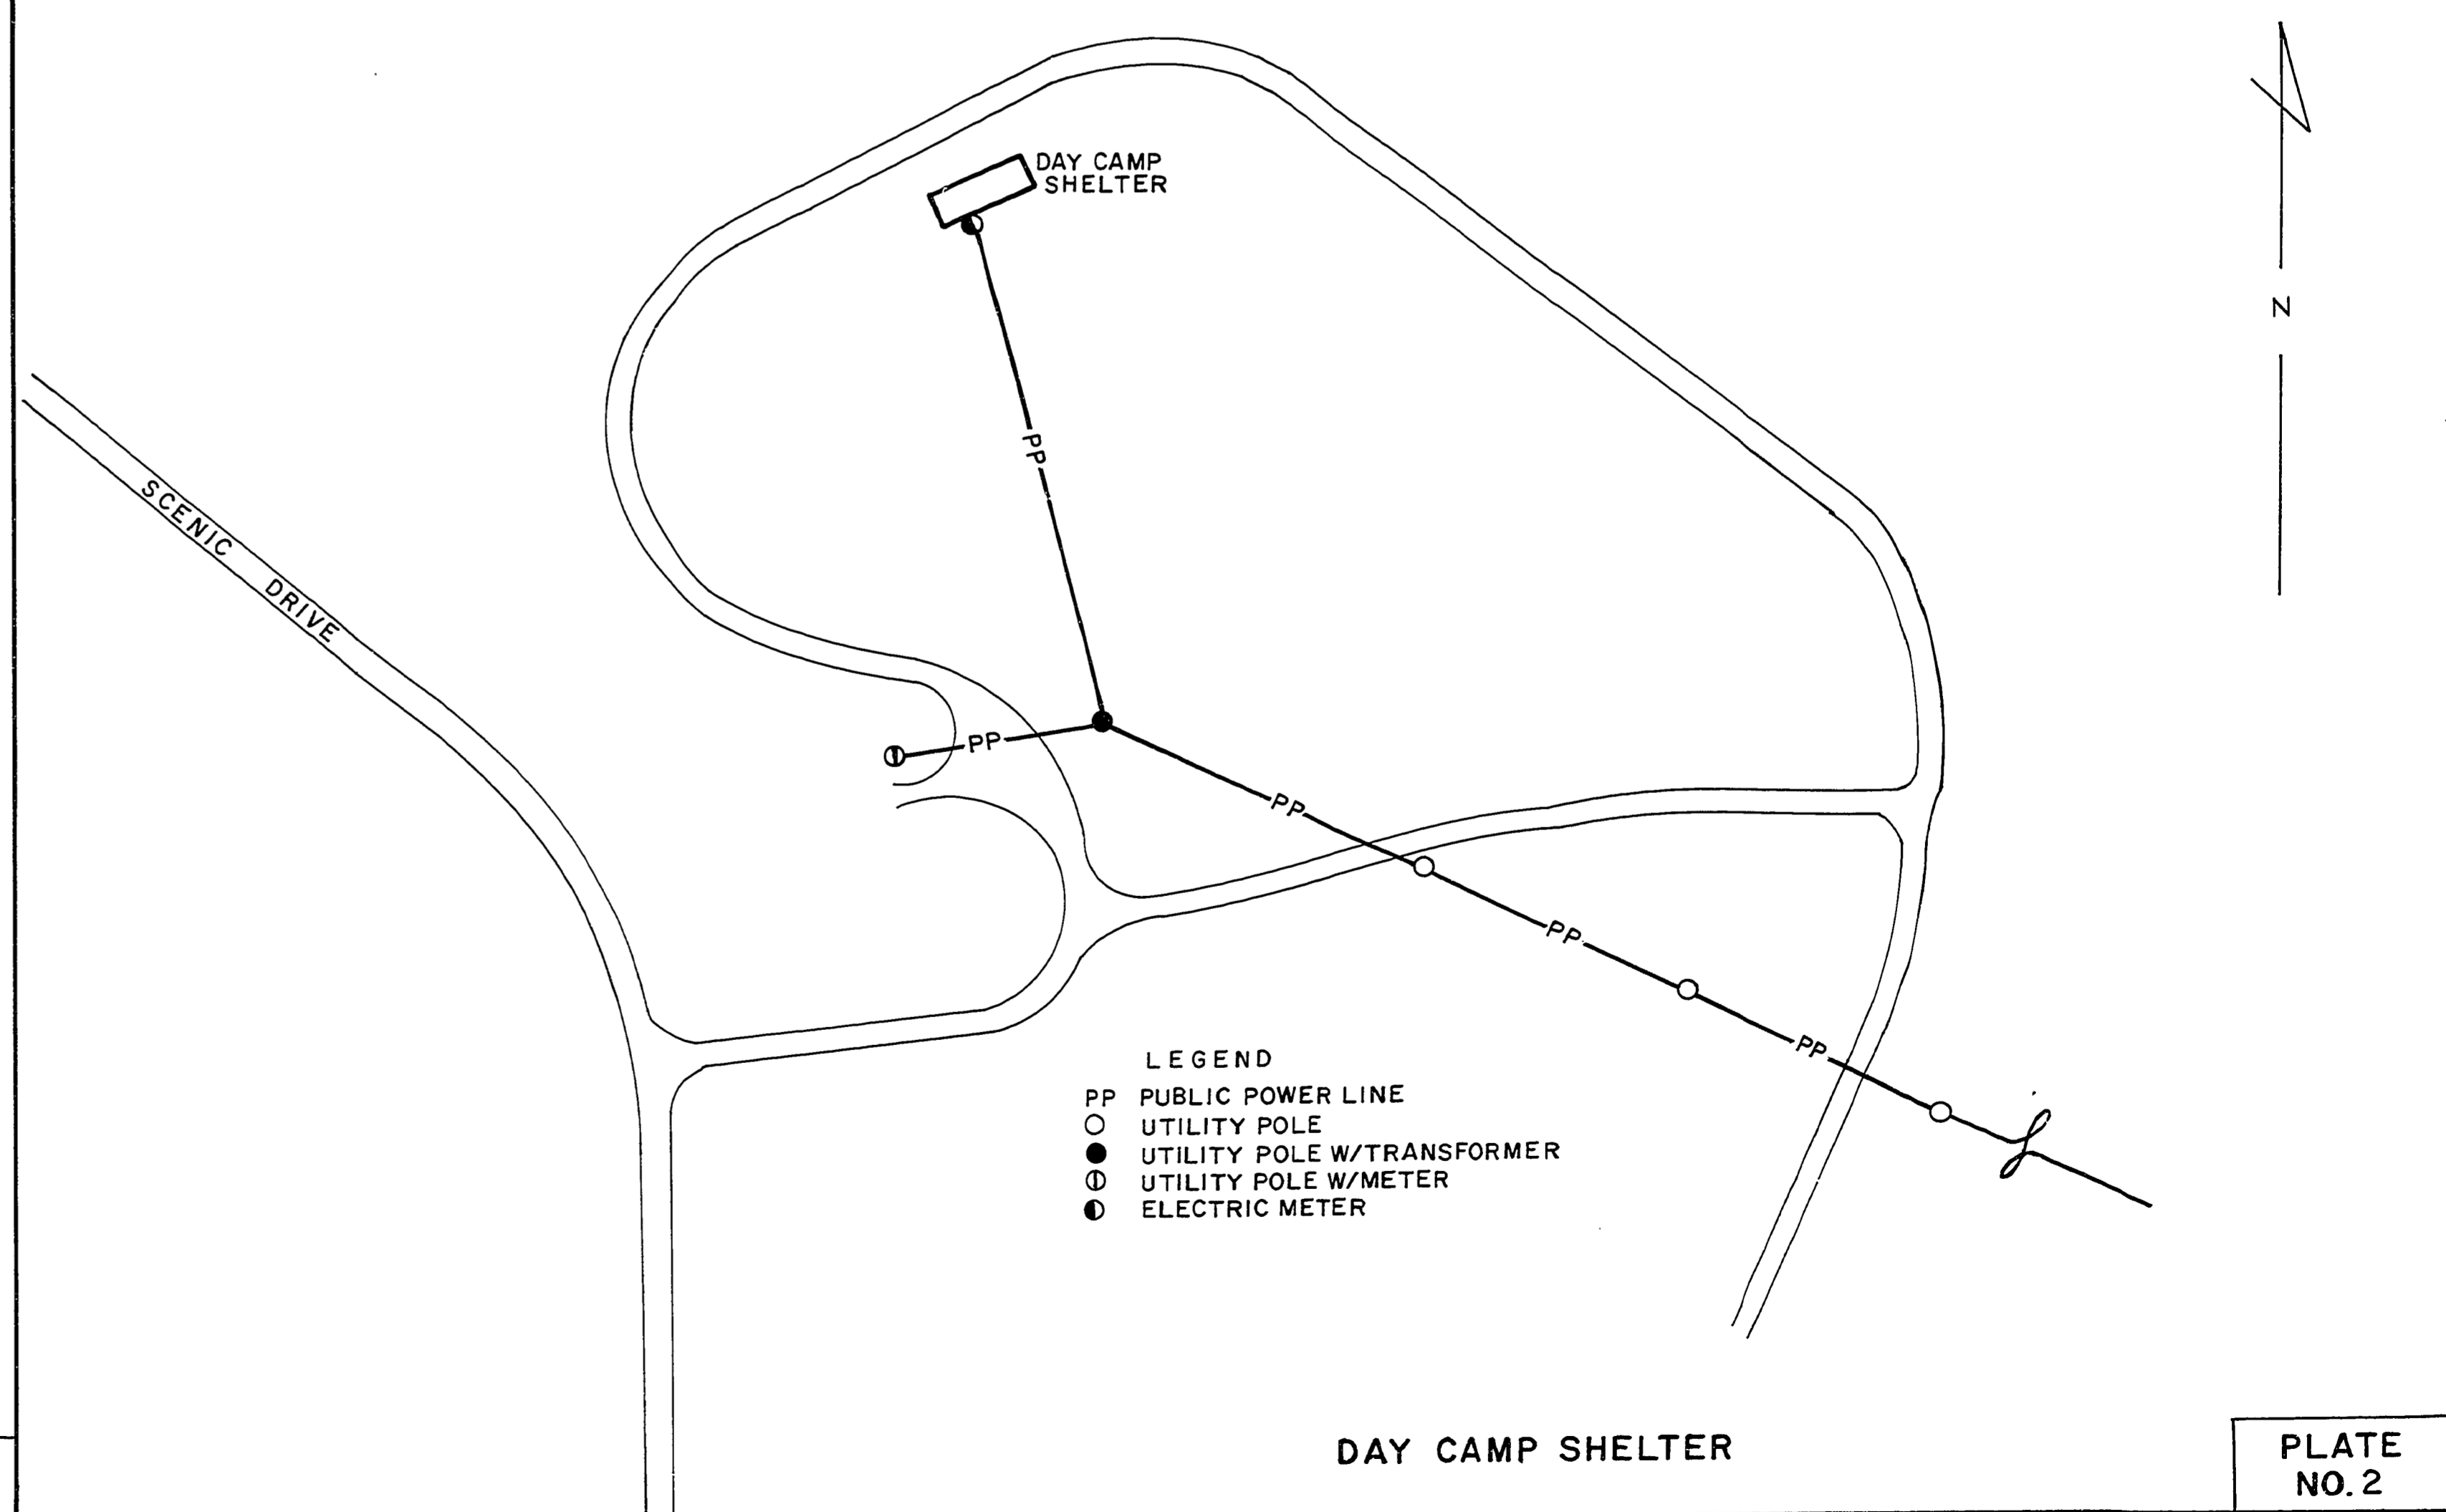 DAY CAMP
SHELTER
N
PP
SCENIC DRIVE
PP
PP
PP
PP
LEGEND
PP PUBLIC POWER LINE
UTILITY POLE
UTILITY POLE W/TRANSFORMER
UTILITY POLE W/METER
ELECTRIC METER
DAY CAMP SHELTER
PLATE
NO. 2